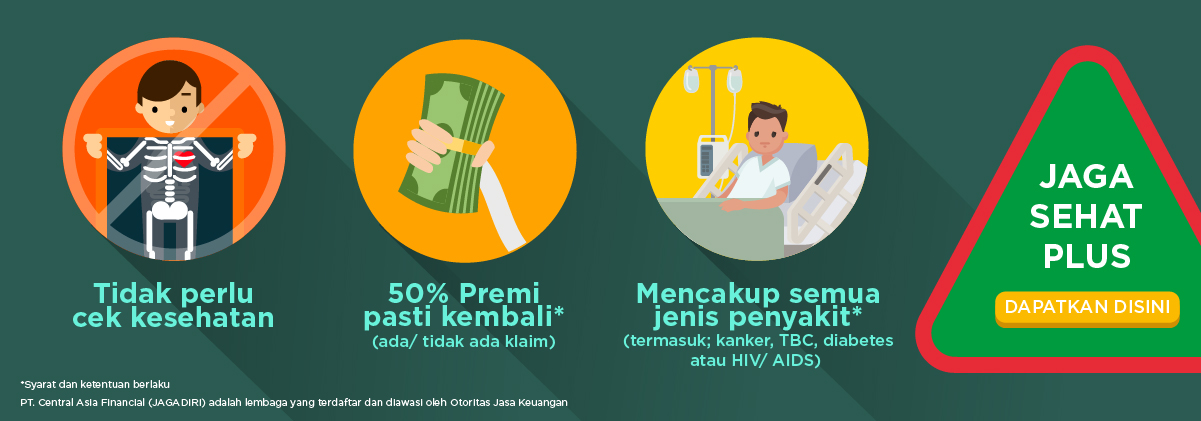 Tidak perlu
cek kesehatan
50% Premi
pasti kembali*
(ada/ tidak ada klaim)
Mencakup semua
jenis penyakit*
(termasuk; kanker, TBC, diabetes
atau HIV/ AIDS)
JAGA
SEHAT
PLUS
DAPATKAN DISINI
*Syarat dan ketentuan berlaku
PT. Central Asia Financial (JAGADIRI) adalah lembaga yang terdaftar dan diawasi oleh Otoritas Jasa Keuangan